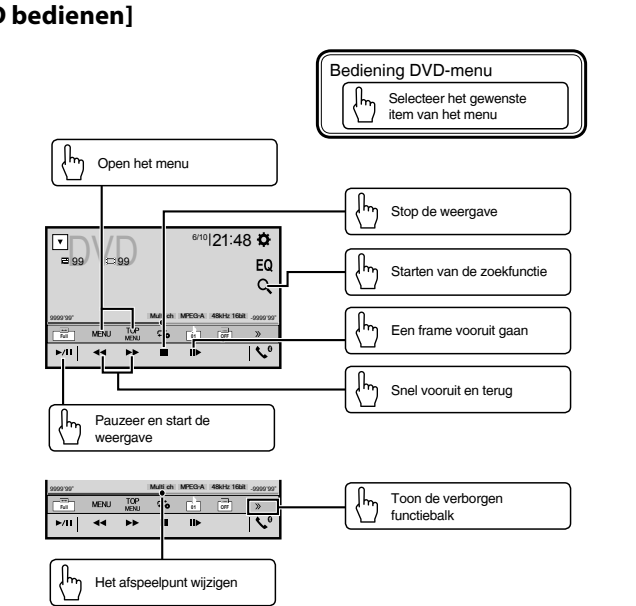 D bedienen]
Bediening DVD-menu
Selecteer het gewenste
item van het menu
Open het menu
Stop de weergave
DVD
6/10 21:48
99 99
EQ
Starten van de zoekfunctie
9999'99" Multi ch MPEG-A 48kHz 16bit -9999'99"
Full MENU TOP MENU 01 OFF »
Een frame vooruit gaan
Snel vooruit en terug
Pauzeer en start de
weergave
9999'99" Multi ch MPEG-A 48kHz 16bit -9999'99"
Full MENU TOP MENU 01 OFF »
Toon de verborgen
functiebalk
Het afspeelpunt wijzigen